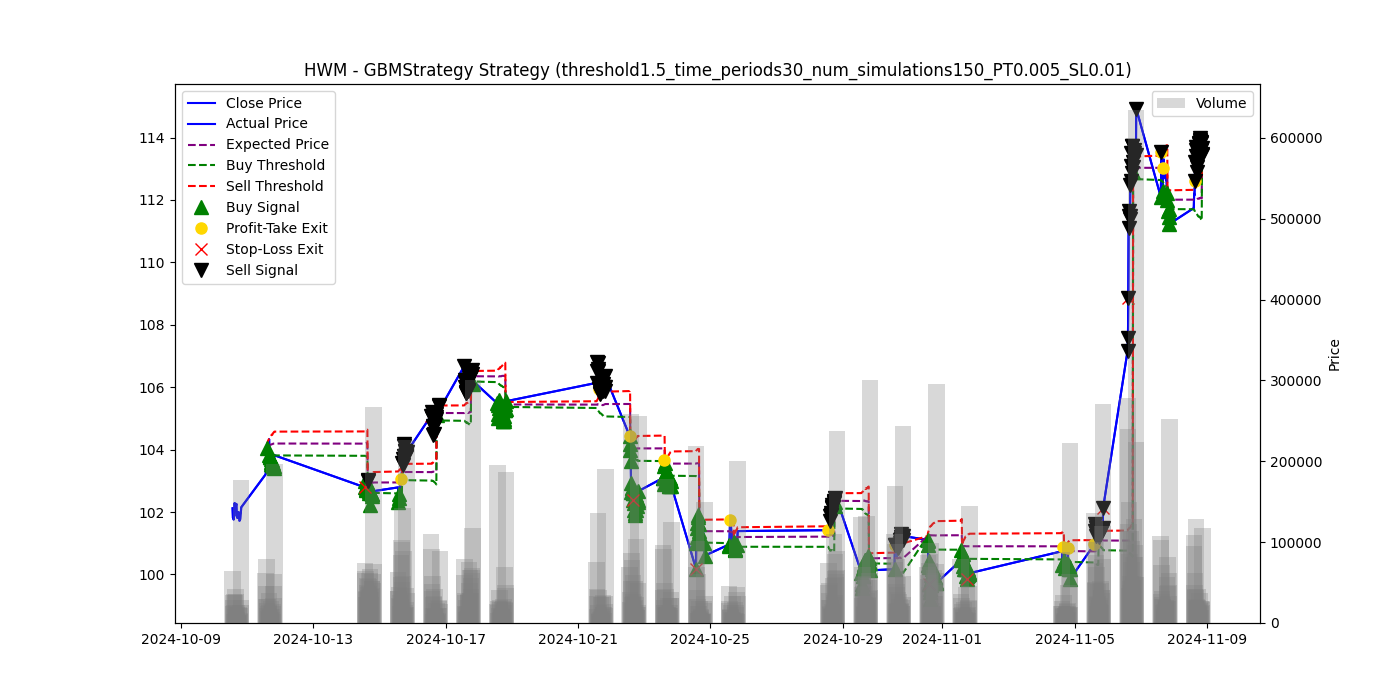 HWM - GBMStrategy Strategy (threshold1.5_time_periods30_num_simulations150_PT0.005_SL0.01)
Close Price
Actual Price
Expected Price
Buy Threshold
Sell Threshold
Buy Signal
Profit-Take Exit
Stop-Loss Exit
Sell Signal
Volume
114
112
110
108
106
104
102
100
600000
500000
400000
300000
200000
100000
0
Price
2024-10-09
2024-10-13
2024-10-17
2024-10-21
2024-10-25
2024-10-29
2024-11-01
2024-11-05
2024-11-09